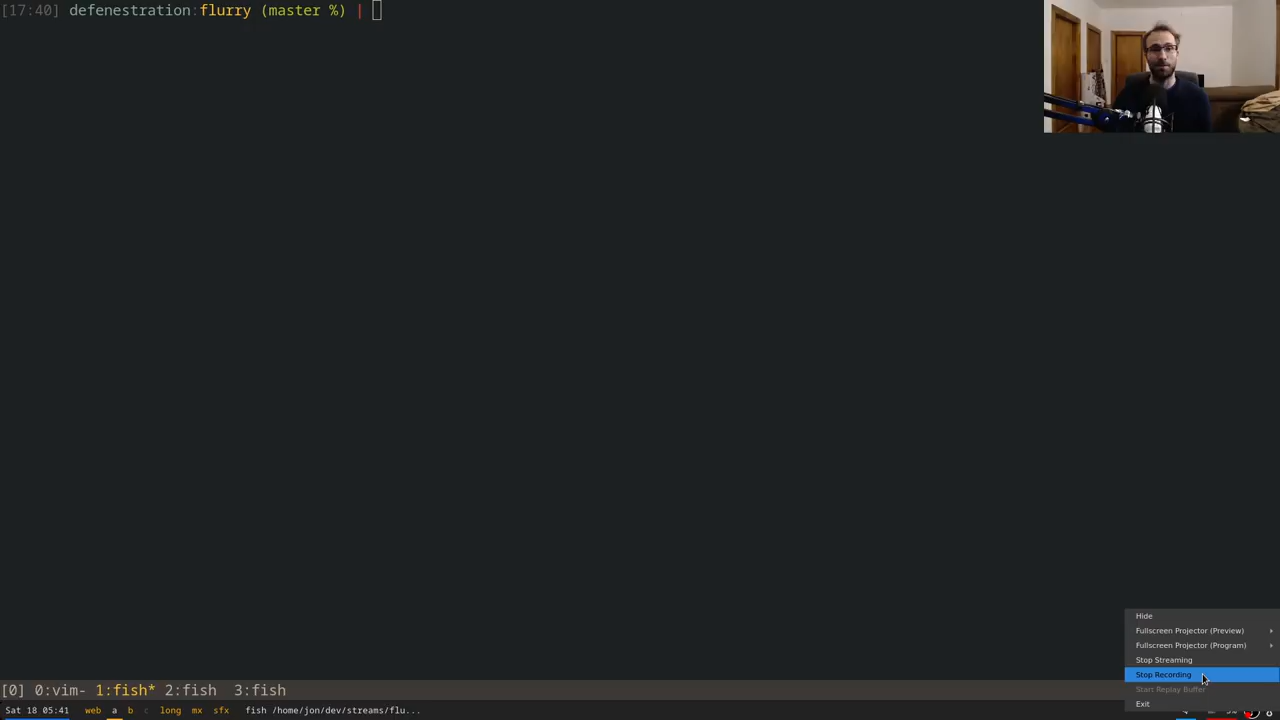 [17:40] defenestration:flurry (master %) |
Hide
Fullscreen Projector (Preview)
Fullscreen Projector (Program)
Stop Streaming
Stop Recording
Start Replay Buffer
Exit
[0] 0:vim- 1:fish* 2:fish 3:fish
Sat 18 05:41 web a b c long mx sfx fish /home/jon/dev/streams/flu...